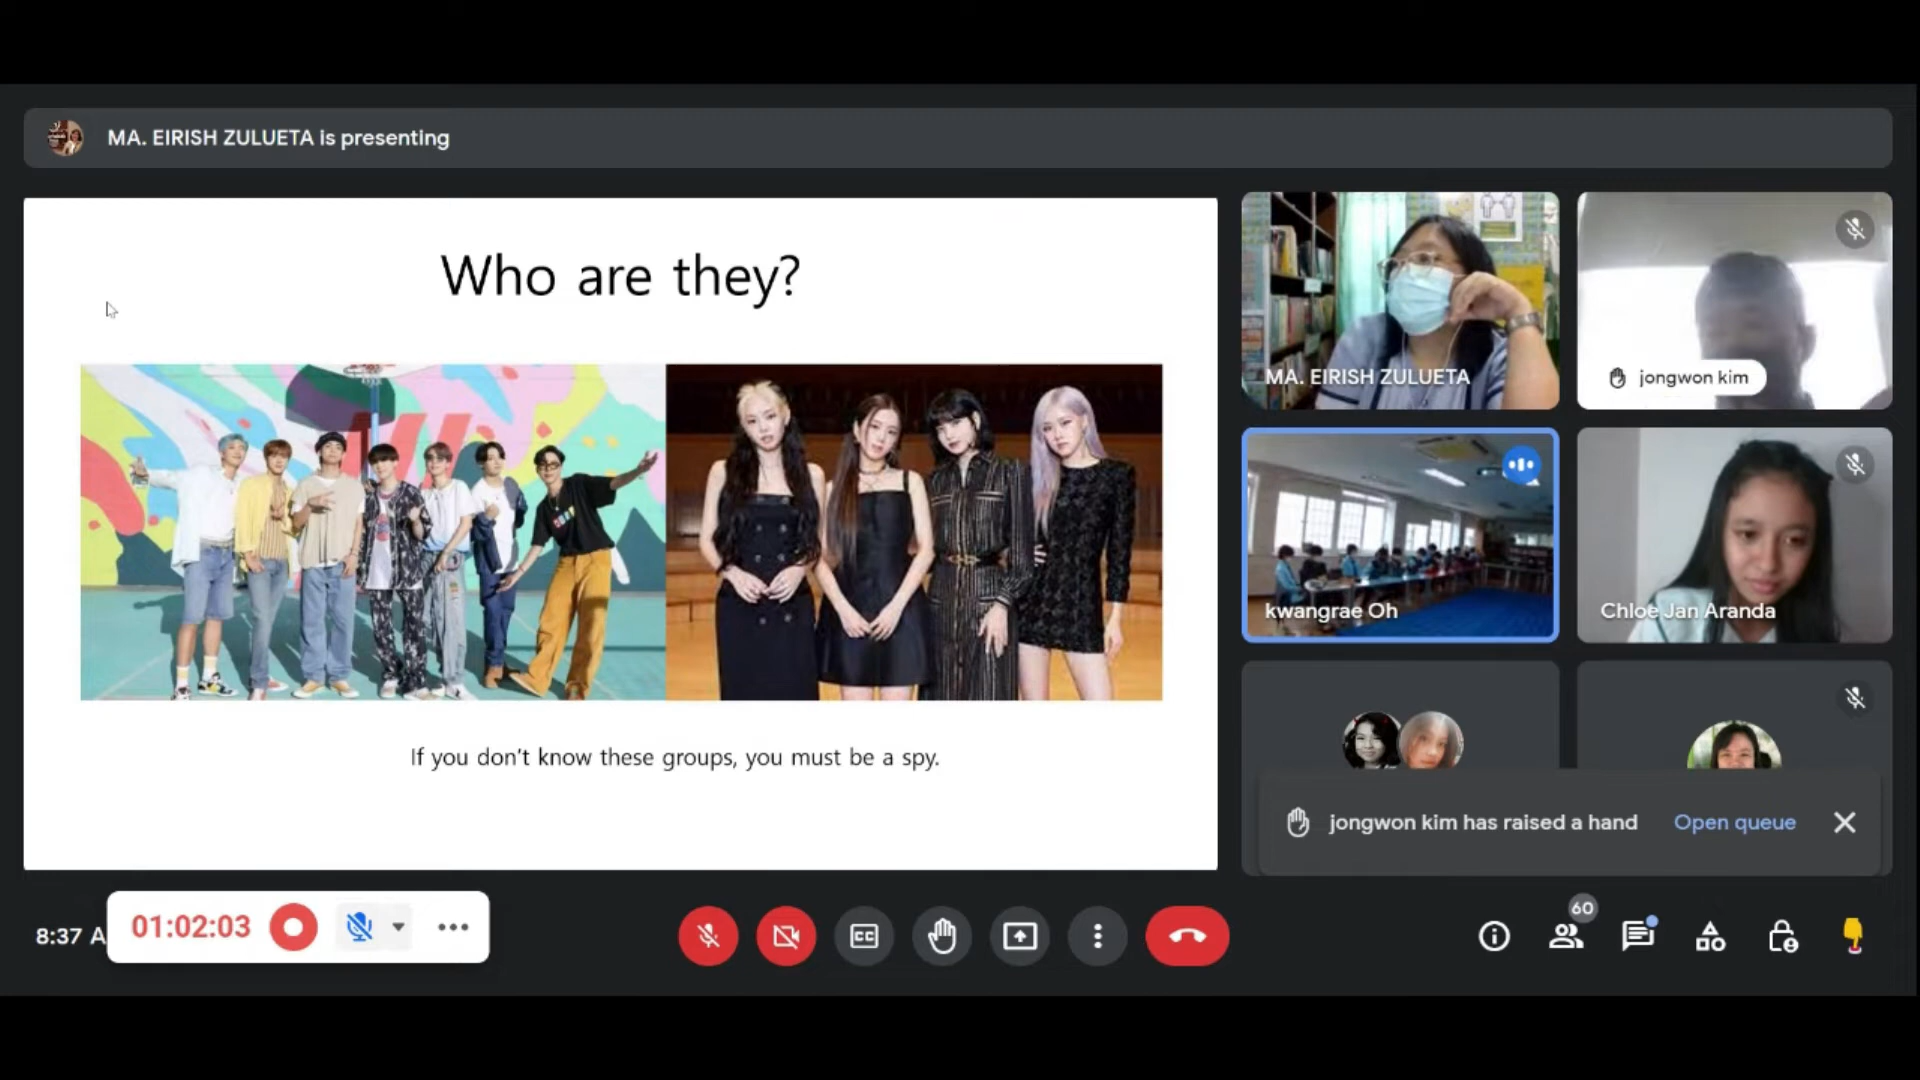 MA. EIRISH ZULUETA is presenting
Who are they?
If you don't know these groups, you must be a spy.
MA. EIRISH ZULUETA
jongwon kim
kwangrae Oh
Chloe Jan Aranda
jongwon kim has raised a hand
Open queue
8:37 A
01:02:03
CC
60